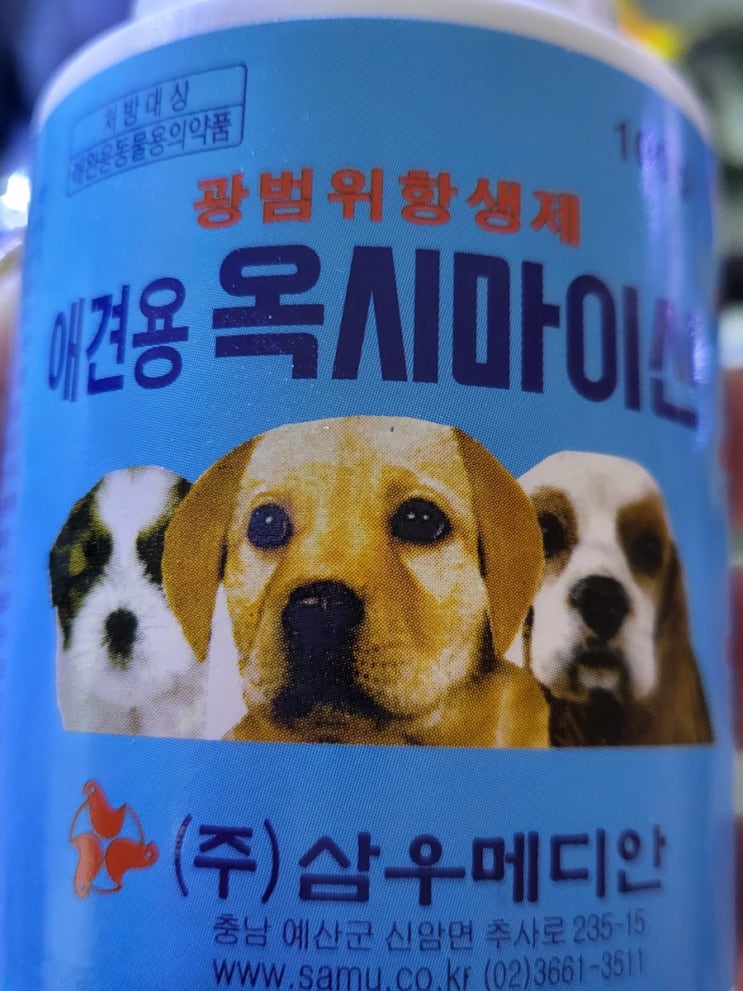 처방대상
애완용동물용의약품
광범위항생제
애견용 옥시마이신
(주) 삼우메디안
충남 예산군 신암면 추사로 235-15
www.samu.co.kr (02)3661-3511